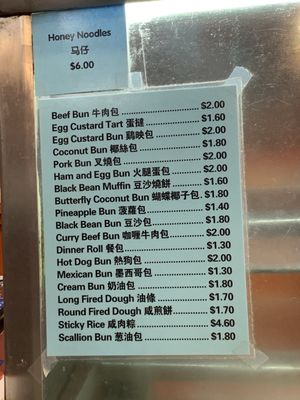 Honey Noodles
马仔
$6.00
Beef Bun 牛肉包 $2.00
Egg Custard Tart 蛋撻 $1.60
Egg Custard Bun 鷄映包 $2.00
Coconut Bun 椰絲包 $1.80
Pork Bun 叉燒包 $2.00
Ham and Egg Bun 火腿蛋包 $2.00
Black Bean Muffin 豆沙燒餅 $1.60
Butterfly Coconut Bun 蝴蝶椰子包 $1.80
Pineapple Bun 菠蘿包 $1.40
Black Bean Bun 豆沙包 $1.80
Curry Beef Bun 咖喱牛肉包 $2.00
Dinner Roll 餐包 $1.30
Hot Dog Bun 熱狗包 $2.00
Mexican Bun 墨西哥包 $1.30
Cream Bun 奶油包 $1.80
Long Fired Dough 油條 $1.70
Round Fired Dough 咸煎餅 $1.70
Sticky Rice 咸肉粽 $4.60
Scallion Bun 葱油包 $1.80